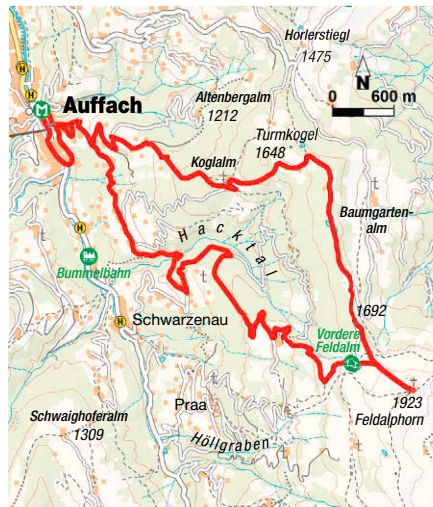 Horlerstiegl
1475
H
H
M
Auffach
Altenbergalm
1212
N
0 600 m
Turmkogel
1648
Koglalm
Baumgarten-
alm
Hacktal
H
Bummelbahn
1692
H
Schwarzenau
Vordere
Feldalm
1923
Feldalphorn
Praa
Schwaighoferalm
1309
Höllgraben